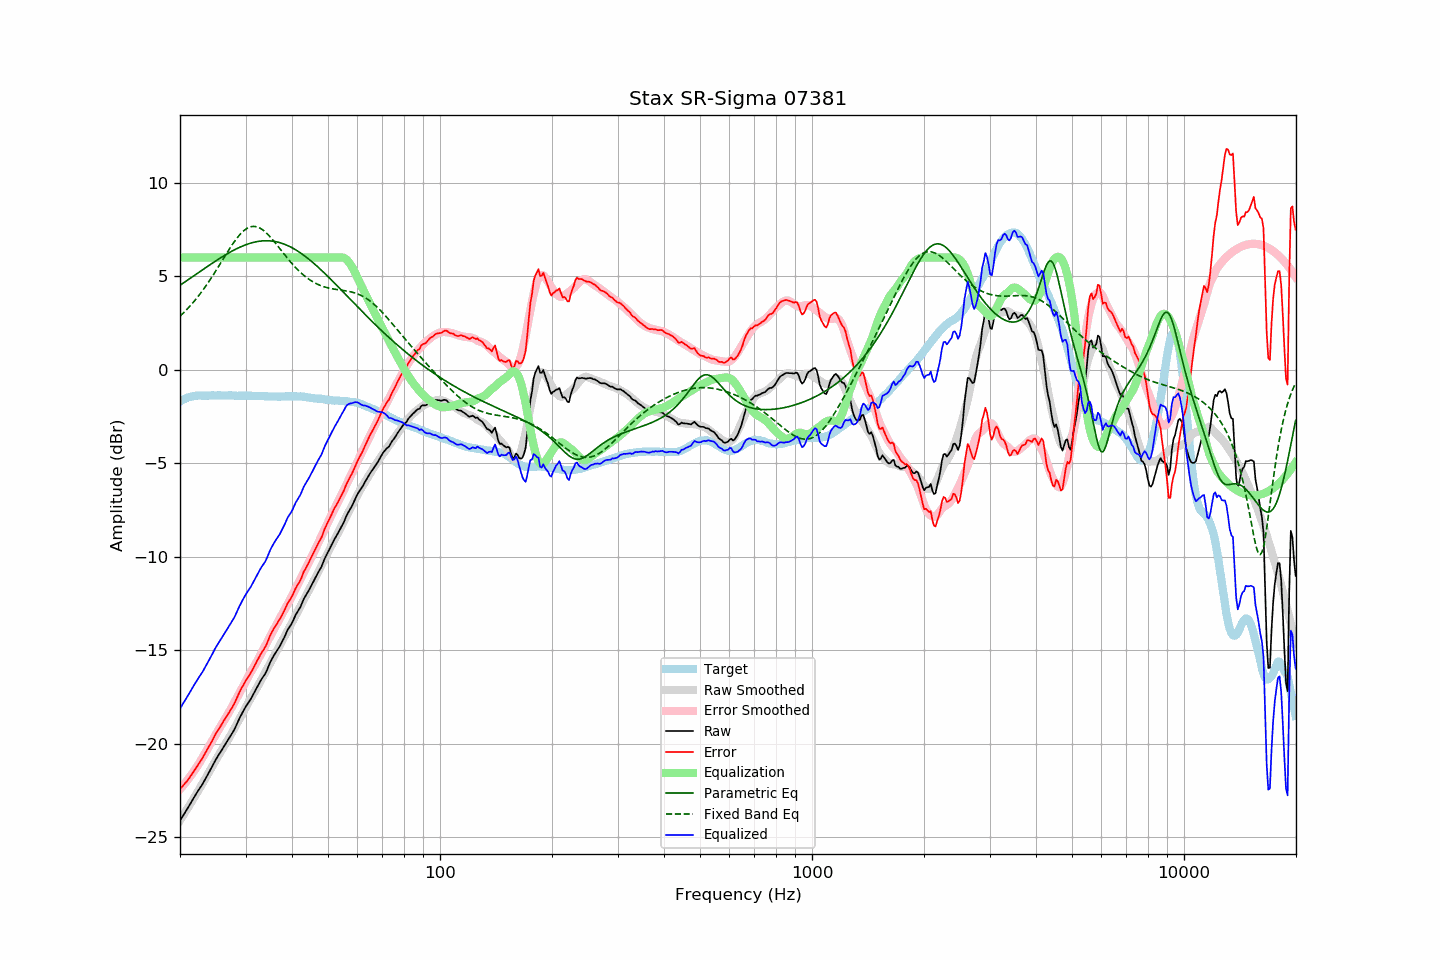 Stax SR-Sigma 07381
Amplitude (dBr)
10
5
0
−5
−10
−15
−20
−25
Target
Raw Smoothed
Error Smoothed
Raw
Error
Equalization
Parametric Eq
Fixed Band Eq
Equalized
100
1000
10000
Frequency (Hz)